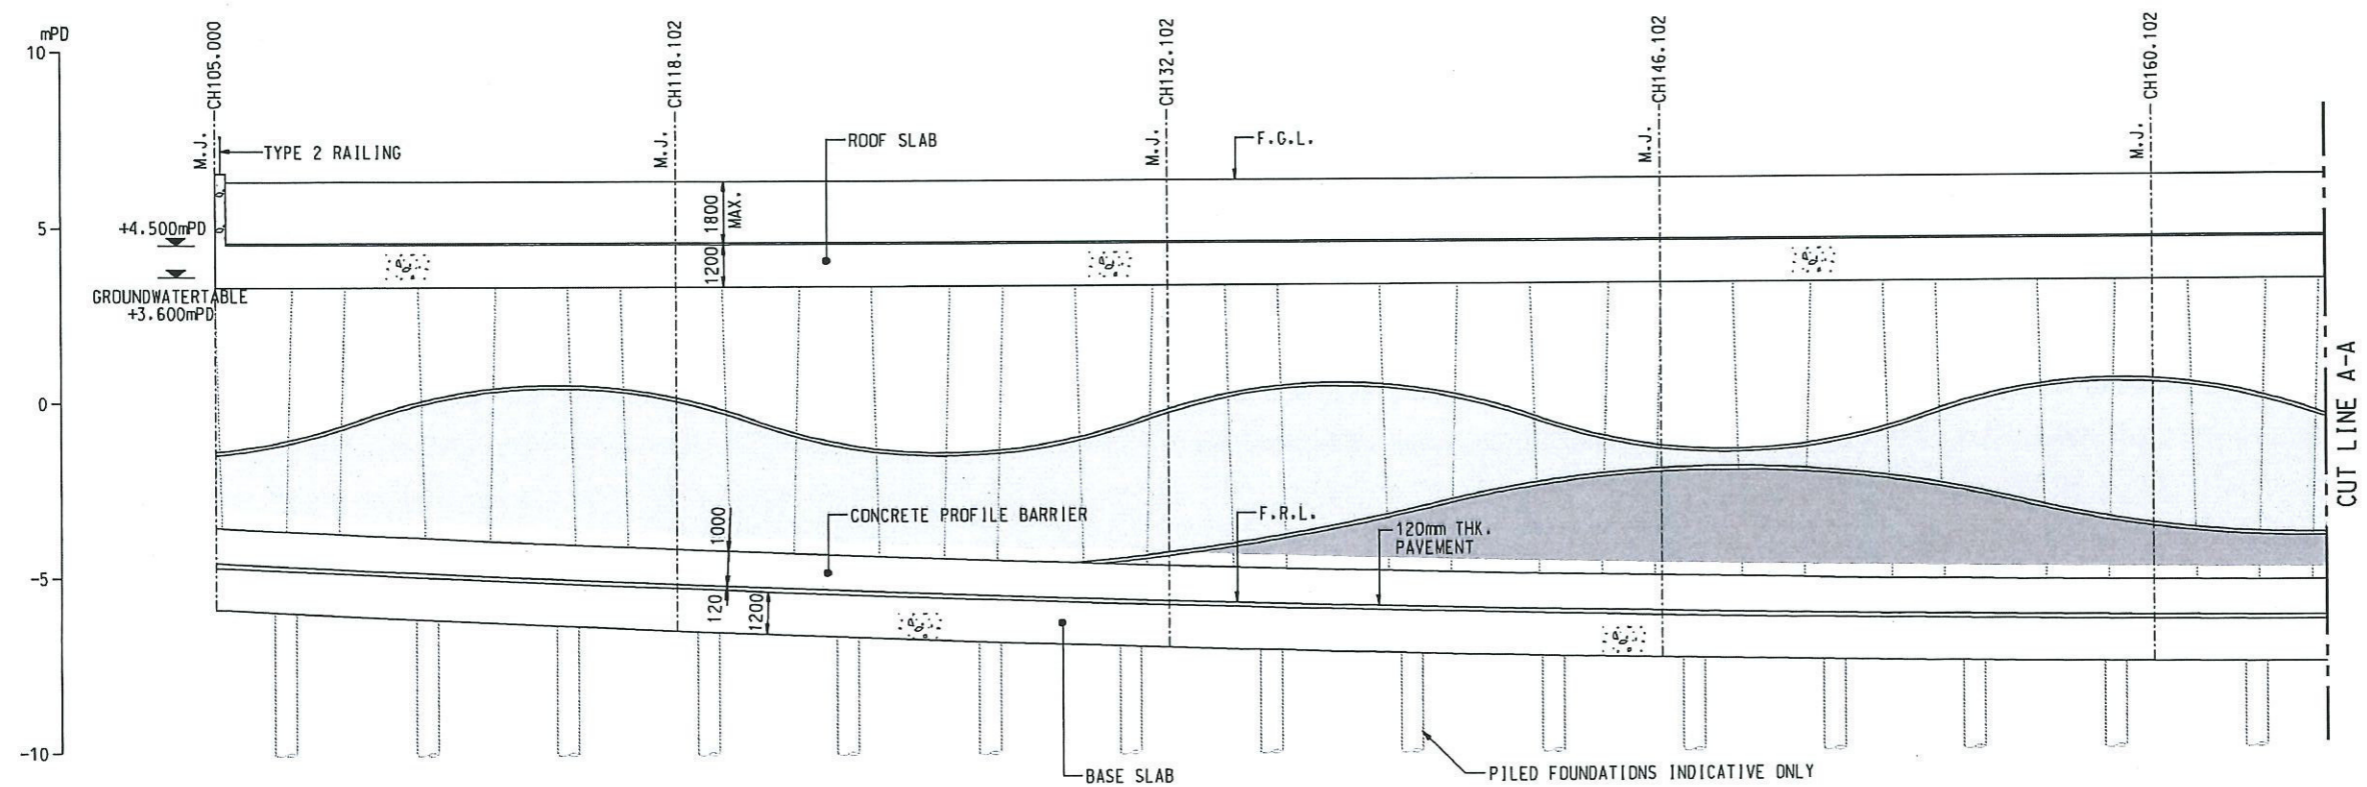 mPD
10
5
0
-5
-10
CH105.000
CH118.102
CH132.102
CH146.102
CH160.102
M.J.
M.J.
M.J.
M.J.
M.J.
TYPE 2 RAILING
ROOF SLAB
F.G.L.
1800
MAX.
1200
+4.500mPD
GROUNDWATERTABLE
+3.600mPD
CUT LINE A-A
1000
CONCRETE PROFILE BARRIER
F.R.L.
120mm THK.
PAVEMENT
120
1200
BASE SLAB
PILED FOUNDATIONS INDICATIVE ONLY